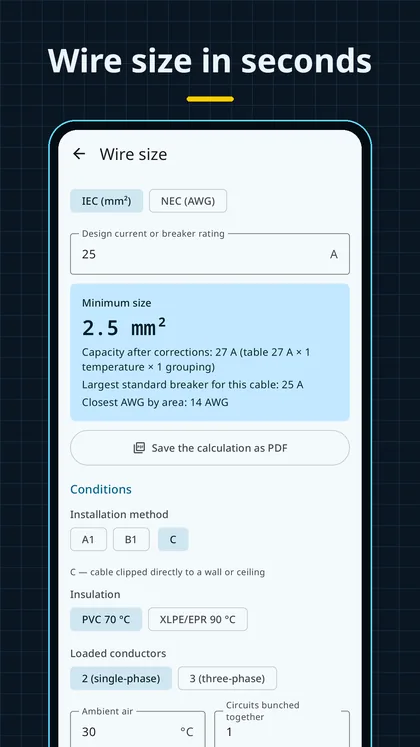 Wire size in seconds
Wire size
IEC (mm²)
NEC (AWG)
Design current or breaker rating
25
A
Minimum size
2.5 mm²
Capacity after corrections: 27 A (table 27 A × 1
temperature × 1 grouping)
Largest standard breaker for this cable: 25 A
Closest AWG by area: 14 AWG
Save the calculation as PDF
Conditions
Installation method
A1
B1
C
C — cable clipped directly to a wall or ceiling
Insulation
PVC 70 °C
XLPE/EPR 90 °C
Loaded conductors
2 (single-phase)
3 (three-phase)
Ambient air
30
°C
Circuits bunched
together
1